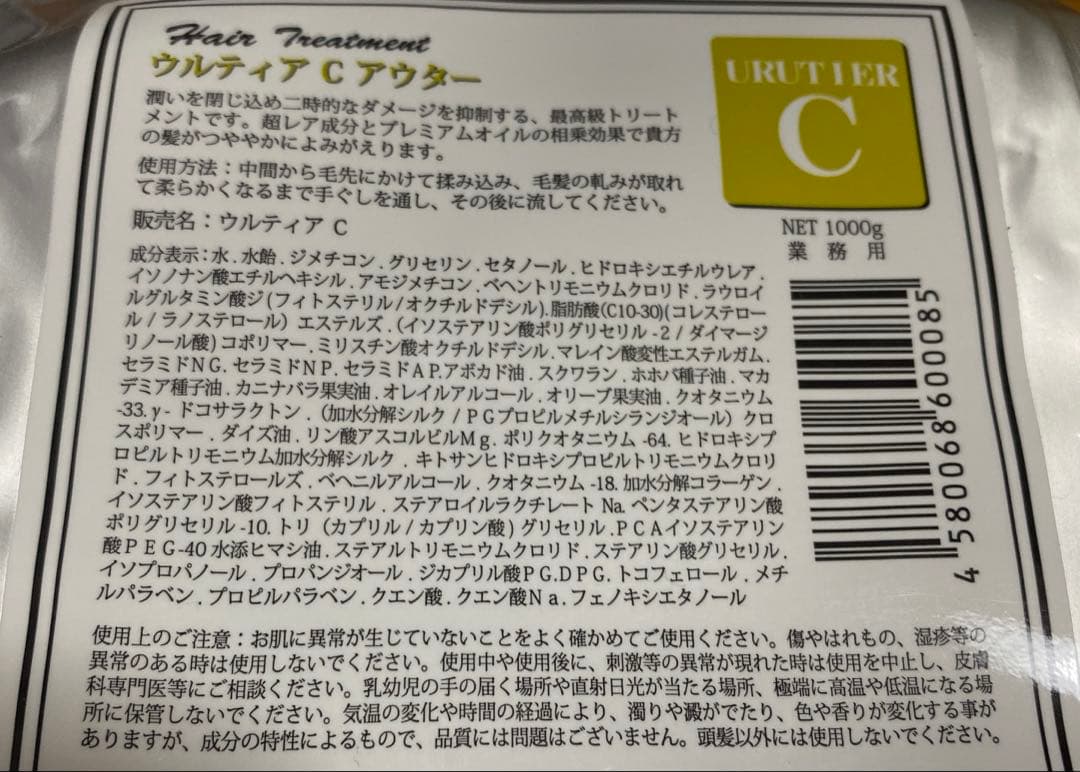 Hair Treatment
ウルティア C アウター
潤いを閉じ込め二時的なダメージを抑制する、最高級トリート
メントです。超レア成分とプレミアムオイルの相乗効果で貴方
の髪がつややかによみがえります。
使用方法：中間から毛先にかけて揉み込み、毛髪の軋みが取れ
て柔らかくなるまで手ぐしを通し、その後に流してください。
販売名：ウルティア C
URUTIER
C
NET 1000g
業務用
成分表示：水.水飴.ジメチコン.グリセリン.セタノール.ヒドロキシエチルウレア.
イソノナン酸エチルヘキシル.アモジメチコン.ベヘントリモニウムクロリド.ラウロイ
ルグルタミン酸ジ(フィトステリル/オクチルドデシル).脂肪酸(C10-30)(コレステロー
ル/ラノステロール）エステルズ.（イソステアリン酸ポリグリセリル-2/ダイマージ
リノール酸)コポリマー.ミリスチン酸オクチルドデシル.マレイン酸変性エステルガム.
セラミドNG.セラミドNP.セラミドAP.アボカド油.スクワラン.ホホバ種子油.マカ
デミア種子油.カニナバラ果実油.オレイルアルコール.オリーブ果実油.クオタニウム
-33.γ-ドコサラクトン.（加水分解シルク/PGプロピルメチルシランジオール）クロ
スポリマー.ダイズ油.リン酸アスコルビルMg.ポリクオタニウム-64.ヒドロキシプ
ロピルトリモニウム加水分解シルク.キトサンヒドロキシプロピルトリモニウムクロリ
ド.フィトステロールズ.ベヘニルアルコール.クオタニウム-18.加水分解コラーゲン.
イソステアリン酸フィトステリル.ステアロイルラクチレートNa.ペンタステアリン酸
ポリグリセリル-10.トリ（カプリル/カプリン酸)グリセリル.PCAイソステアリン
酸PEG-40水添ヒマシ油.ステアルトリモニウムクロリド.ステアリン酸グリセリル.
イソプロパノール.プロパンジオール.ジカプリル酸PG.DPG.トコフェロール.メチ
ルパラベン.プロピルパラベン.クエン酸.クエン酸Na.フェノキシエタノール
4 580068 600085
使用上のご注意：お肌に異常が生じていないことをよく確かめてご使用ください。傷やはれもの、湿疹等の
異常のある時は使用しないでください。使用中や使用後に、刺激等の異常が現れた時は使用を中止し、皮膚
科専門医等にご相談ください。乳幼児の手の届く場所や直射日光が当たる場所、極端に高温や低温になる場
所に保管しないでください。気温の変化や時間の経過により、濁りや澱がでたり、色や香りが変化する事が
ありますが、成分の特性によるもので、品質には問題はございません。頭髪以外には使用しないでください。